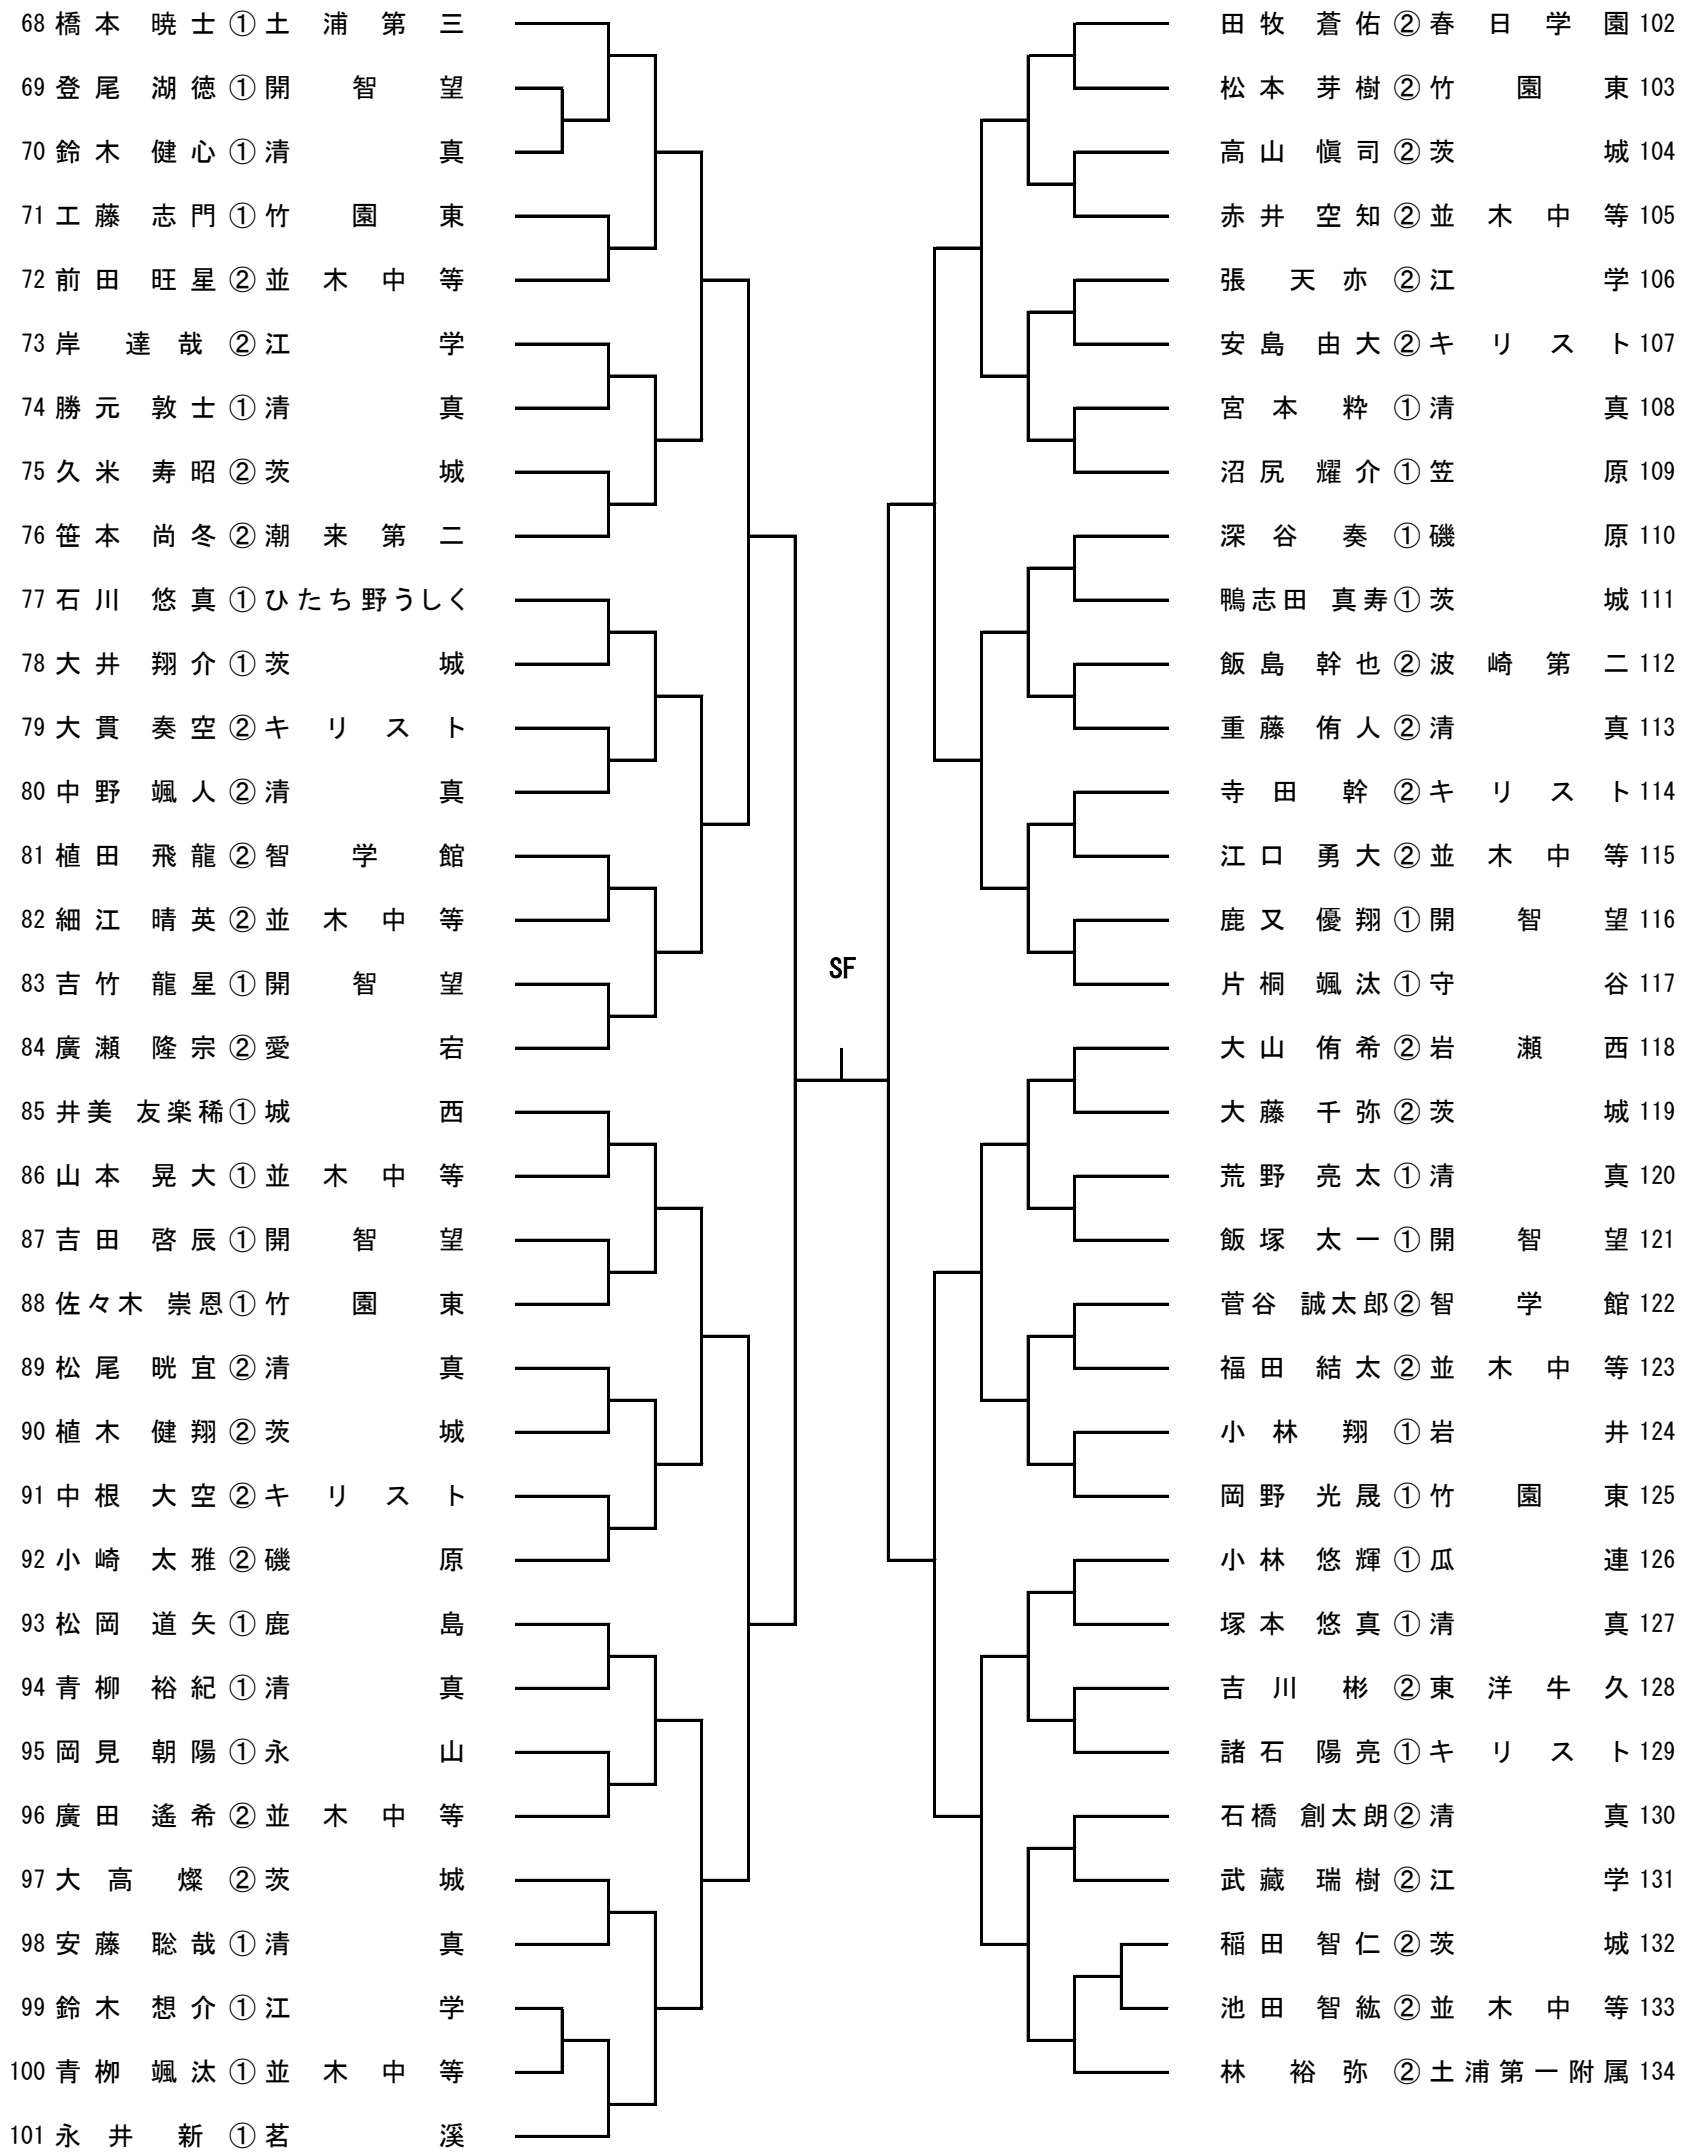 68 橋本 暁士 ① 土浦第三
69 登尾 湖徳 ① 開智望
70 鈴木 健心 ① 清真
71 工藤 志門 ① 竹園東
72 前田 旺星 ② 並木中等
73 岸 達哉 ② 江学
74 勝元 敦士 ① 清真
75 久米 寿昭 ② 茨城
76 笹本 尚冬 ② 潮来第二
77 石川 悠真 ① ひたち野うしく
78 大井 翔介 ① 茨城
79 大貫 奏空 ② キリスト
80 中野 颯人 ② 清真
81 植田 飛龍 ② 智学館
82 細江 晴英 ② 並木中等
83 吉竹 龍星 ① 開智望
84 廣瀬 隆宗 ② 愛宕
85 井美 友楽稀 ① 城西
86 山本 晃大 ① 並木中等
87 吉田 啓辰 ① 開智望
88 佐々木 崇恩 ① 竹園東
89 松尾 晄宜 ② 清真
90 植木 健翔 ② 茨城
91 中根 大空 ② キリスト
92 小崎 太雅 ② 磯原
93 松岡 道矢 ① 鹿島
94 青柳 裕紀 ① 清真
95 岡見 朝陽 ① 永山
96 廣田 遙希 ② 並木中等
97 大高 燦 ② 茨城
98 安藤 聡哉 ① 清真
99 鈴木 想介 ① 江学
100 青栁 颯汰 ① 並木中等
101 永井 新 ① 茗溪
SF
田牧 蒼佑 ② 春日学園 102
松本 芽樹 ② 竹園東 103
高山 愼司 ② 茨城 104
赤井 空知 ② 並木中等 105
張 天亦 ② 江学 106
安島 由大 ② キリスト 107
宮本 粋 ① 清真 108
沼尻 耀介 ① 笠原 109
深谷 奏 ① 磯原 110
鴨志田 真寿 ① 茨城 111
飯島 幹也 ② 波崎第二 112
重藤 侑人 ② 清真 113
寺田 幹 ② キリスト 114
江口 勇大 ② 並木中等 115
鹿又 優翔 ① 開智望 116
片桐 颯汰 ① 守谷 117
大山 侑希 ② 岩瀬西 118
大藤 千弥 ② 茨城 119
荒野 亮太 ① 清真 120
飯塚 太一 ① 開智望 121
菅谷 誠太郎 ② 智学館 122
福田 結太 ② 並木中等 123
小林 翔 ① 岩井 124
岡野 光晟 ① 竹園東 125
小林 悠輝 ① 瓜連 126
塚本 悠真 ① 清真 127
吉川 彬 ② 東洋牛久 128
諸石 陽亮 ① キリスト 129
石橋 創太朗 ② 清真 130
武藏 瑞樹 ② 江学 131
稲田 智仁 ② 茨城 132
池田 智紘 ② 並木中等 133
林 裕弥 ② 土浦第一附属 134